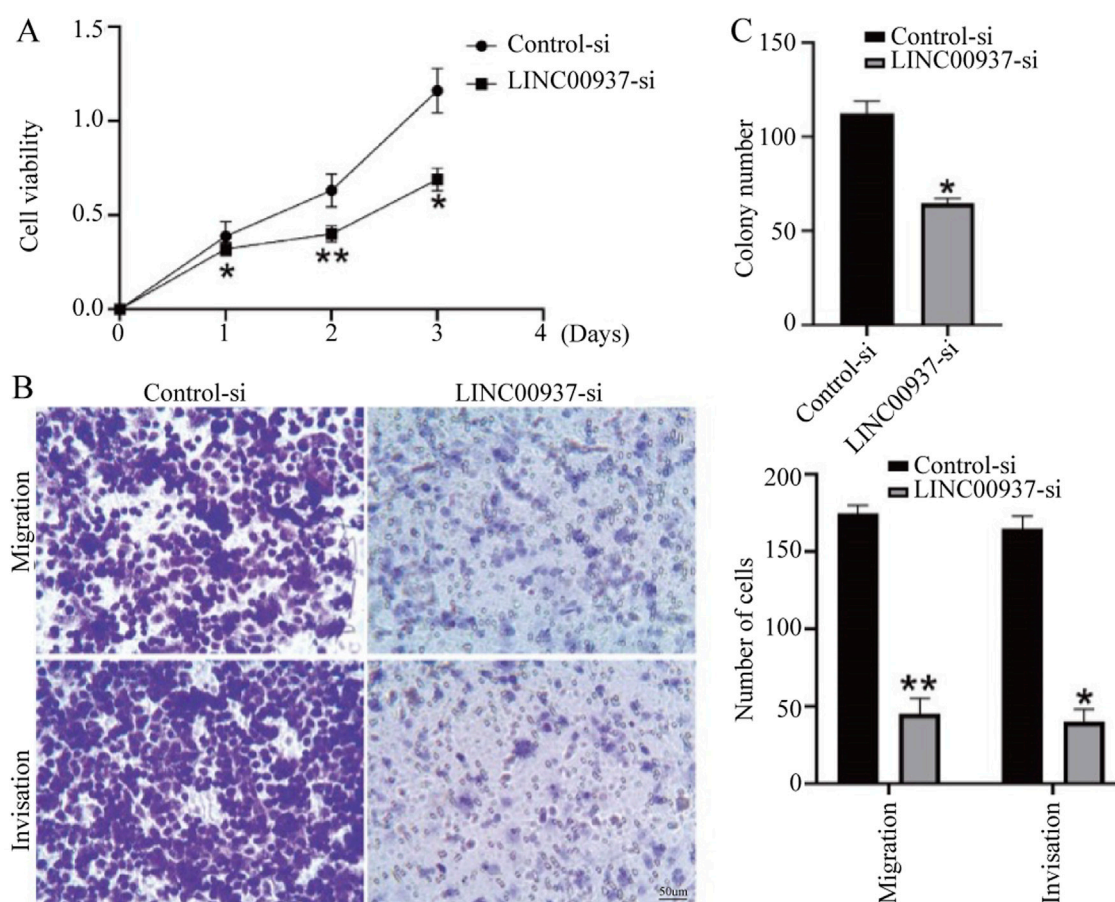 A
1.5
1.0
0.5
0.0
Cell viability
0 1 2 3 4 (Days)
Control-si
LINC00937-si
*
**
*
C
150
100
50
0
Colony number
Control-si
LINC00937-si
*
Control-si
LINC00937-si
B
Control-si LINC00937-si
Migration
Invisation
50um
200
150
100
50
0
Number of cells
Control-si
LINC00937-si
**
*
Migration
Invisation